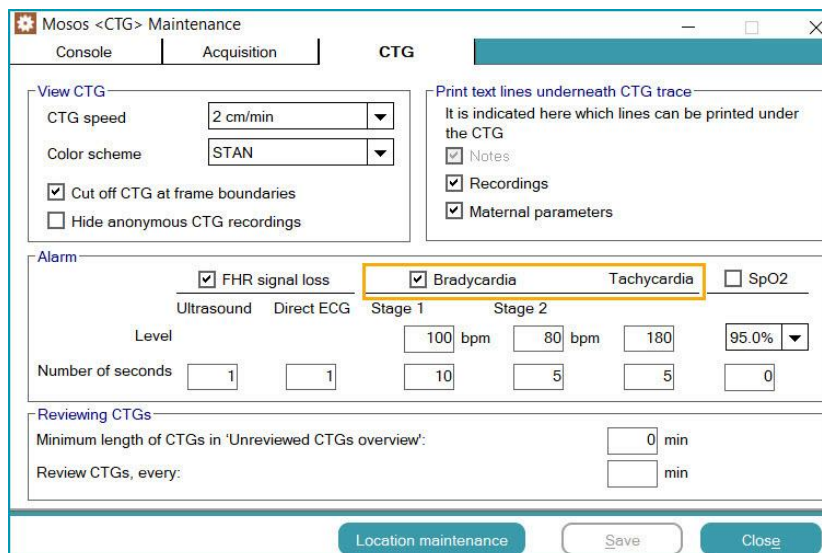 Mosos <CTG> Maintenance
Console Acquisition CTG
View CTG
CTG speed 2 cm/min
Color scheme STAN
Cut off CTG at frame boundaries
Hide anonymous CTG recordings
Print text lines underneath CTG trace
It is indicated here which lines can be printed under
the CTG
Notes
Recordings
Maternal parameters
Alarm
FHR signal loss Bradycardia Tachycardia SpO2
Ultrasound Direct ECG Stage 1 Stage 2
Level 100 bpm 80 bpm 180 95.0%
Number of seconds 1 1 10 5 5 0
Reviewing CTGs
Minimum length of CTGs in 'Unreviewed CTGs overview': 0 min
Review CTGs, every: min
Location maintenance Save Close